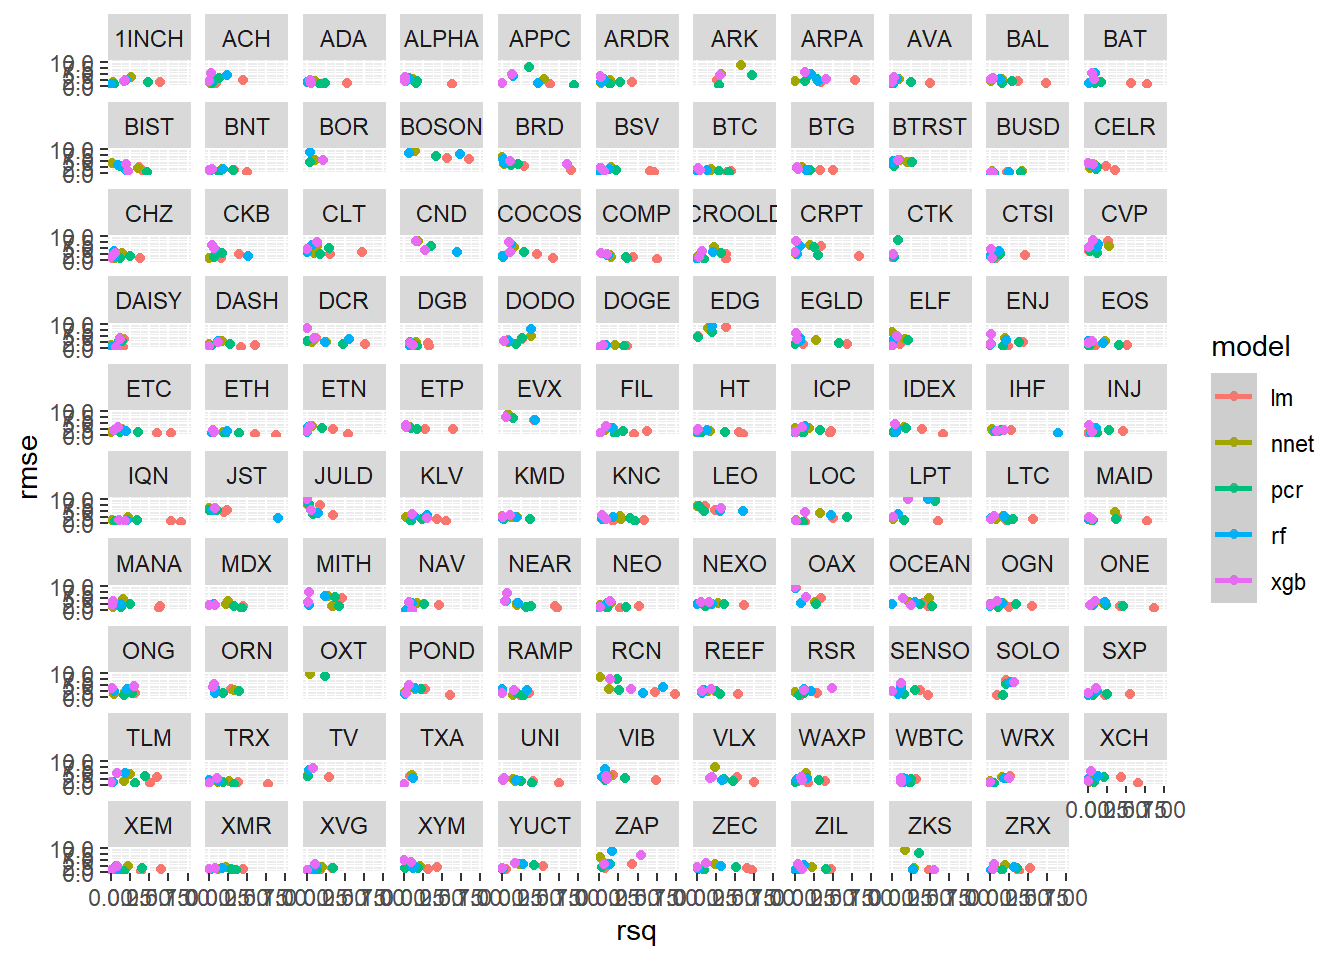 1INCH ACH ADA ALPHA APPC ARDR ARK ARPA AVA BAL BAT
BIST BNT BOR BOSON BRD BSV BTC BTG BTRST BUSD CELR
CHZ CKB CLT CND COCOS COMP CROOLD CRPT CTK CTSI CVP
DAISY DASH DCR DGB DODO DOGE EDG EGLD ELF ENJ EOS
ETC ETH ETN ETP EVX FIL HT ICP IDEX IHF INJ
IQN JST JULD KLV KMD KNC LEO LOC LPT LTC MAID
MANA MDX MITH NAV NEAR NEO NEXO OAX OCEAN OGN ONE
ONG ORN OXT POND RAMP RCN REEF RSR SENSO SOLO SXP
TLM TRX TV TXA UNI VIB VLX WAXP WBTC WRX XCH
XEM XMR XVG XYM YUCT ZAP ZEC ZIL ZKS ZRX
rmse
rsq
model
lm
nnet
pcr
rf
xgb